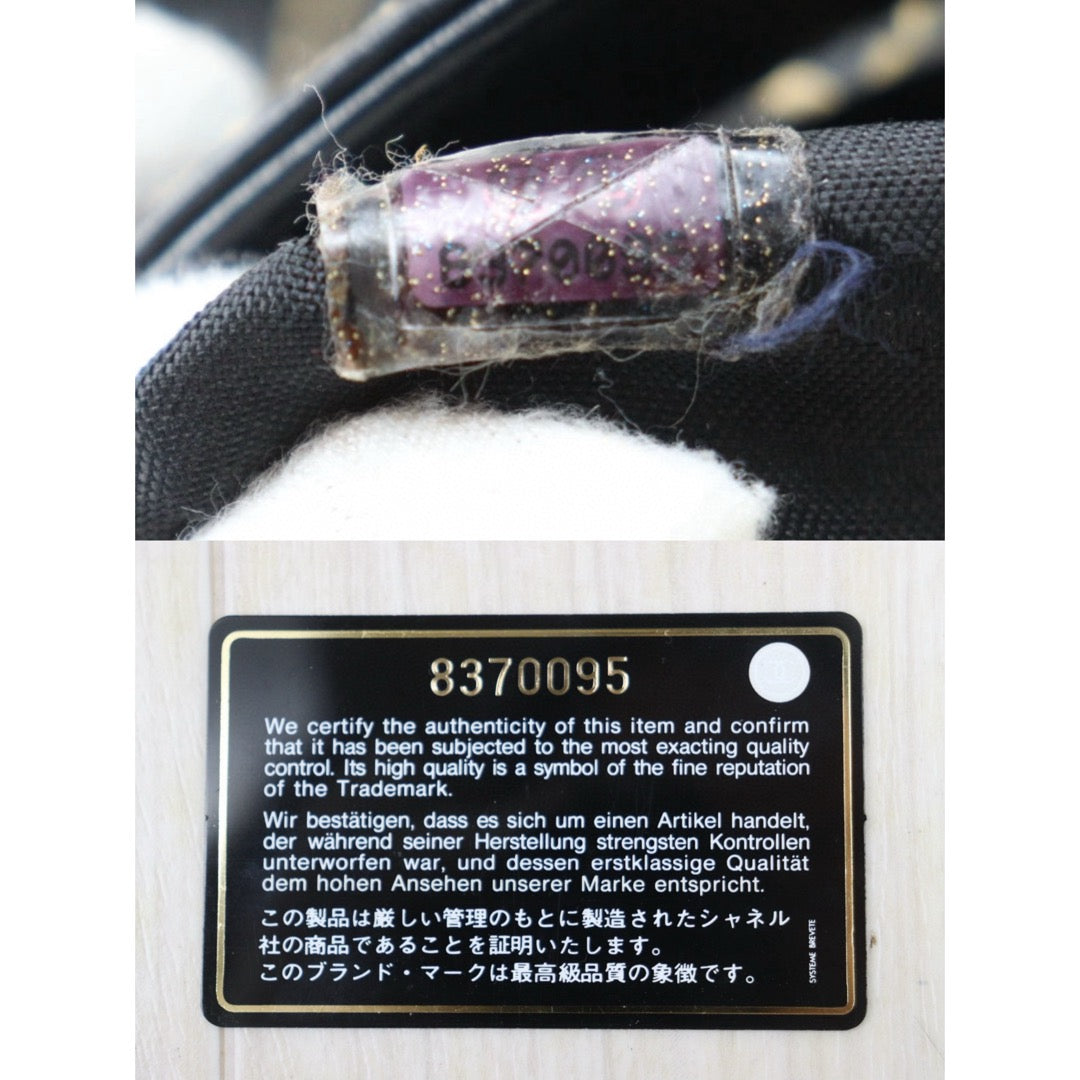 8370095
We certify the authenticity of this item and confirm
that it has been subjected to the most exacting quality
control. Its high quality is a symbol of the fine reputation
of the Trademark.
Wir bestätigen, dass es sich um einen Artikel handelt,
der während seiner Herstellung strengsten Kontrollen
unterworfen war, und dessen erstklassige Qualität
dem hohen Ansehen unserer Marke entspricht.
この製品は厳しい管理のもとに製造されたシャネル
社の商品であることを証明いたします。
このブランド・マークは最高級品質の象徴です。
SYSTEME BREVETE